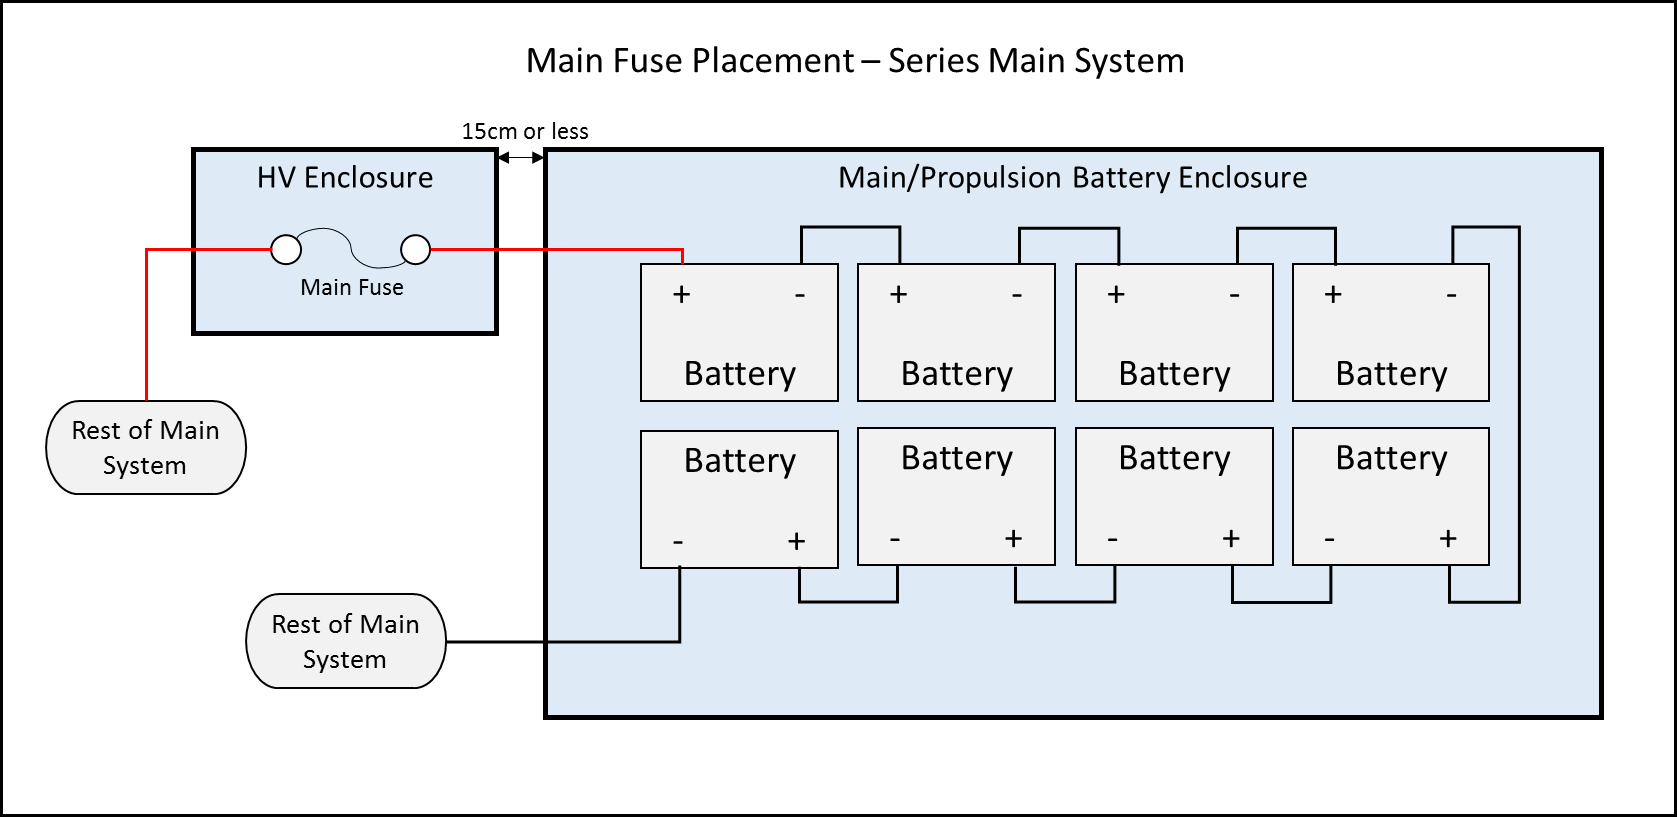 Main Fuse Placement – Series Main System
15cm or less
HV Enclosure
Main Fuse
Main/Propulsion Battery Enclosure
+ - + - + - + -
Battery Battery Battery Battery
Battery Battery Battery Battery
- + - + - + - +
Rest of Main
System
Rest of Main
System